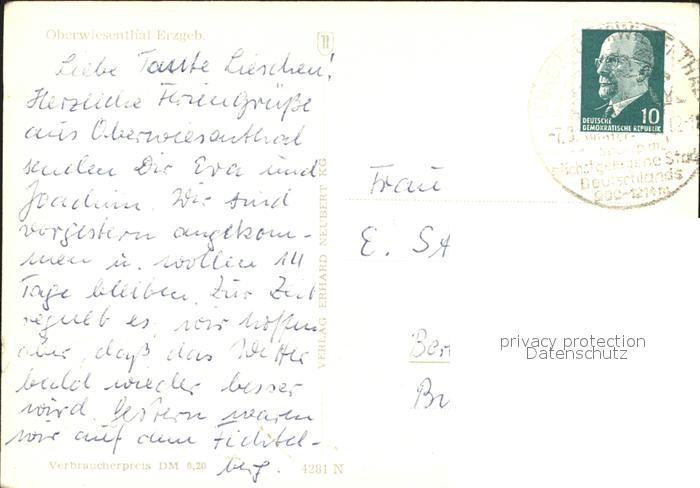 Oberwiesenthal Erzgeb.
Liebe Tante Lieschen!
Herzliche Feriengrüße
aus Oberwiesenthal
senden Dir Eva und
Joachim. Wir sind
vorgestern angekom-
men u. wollen 14
Tage bleiben. Zur Zeit
regnet es, wir hoffen
aber, daß das Wetter
bald wieder besser
wird. Gestern waren
wir auf dem Fichtel-
berg.
Verbraucherpreis DM 0,20
4281 N
VERLAG ERHARD NEUBERT KG
10
DEUTSCHE
DEMOKRATISCHE REPUBLIK
höchstgelegene Stadt
Deutschlands
Frau
E. SA
Ber
Br
privacy protection
Datenschutz